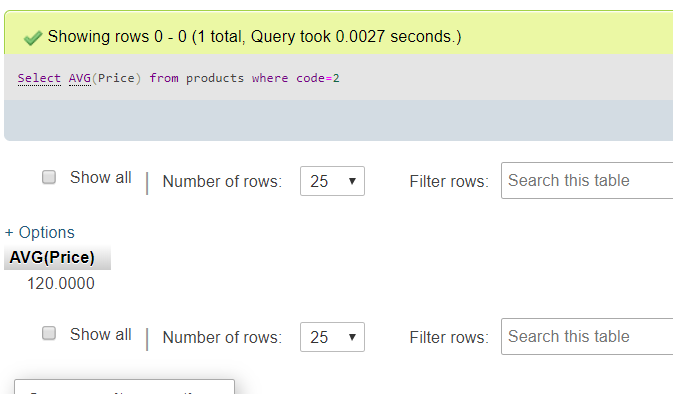 Showing rows 0 - 0 (1 total, Query took 0.0027 seconds.)
Select AVG(Price) from products where code=2
Show all | Number of rows: 25 Filter rows: Search this table
+ Options
AVG(Price)
120.0000
Show all | Number of rows: 25 Filter rows: Search this table